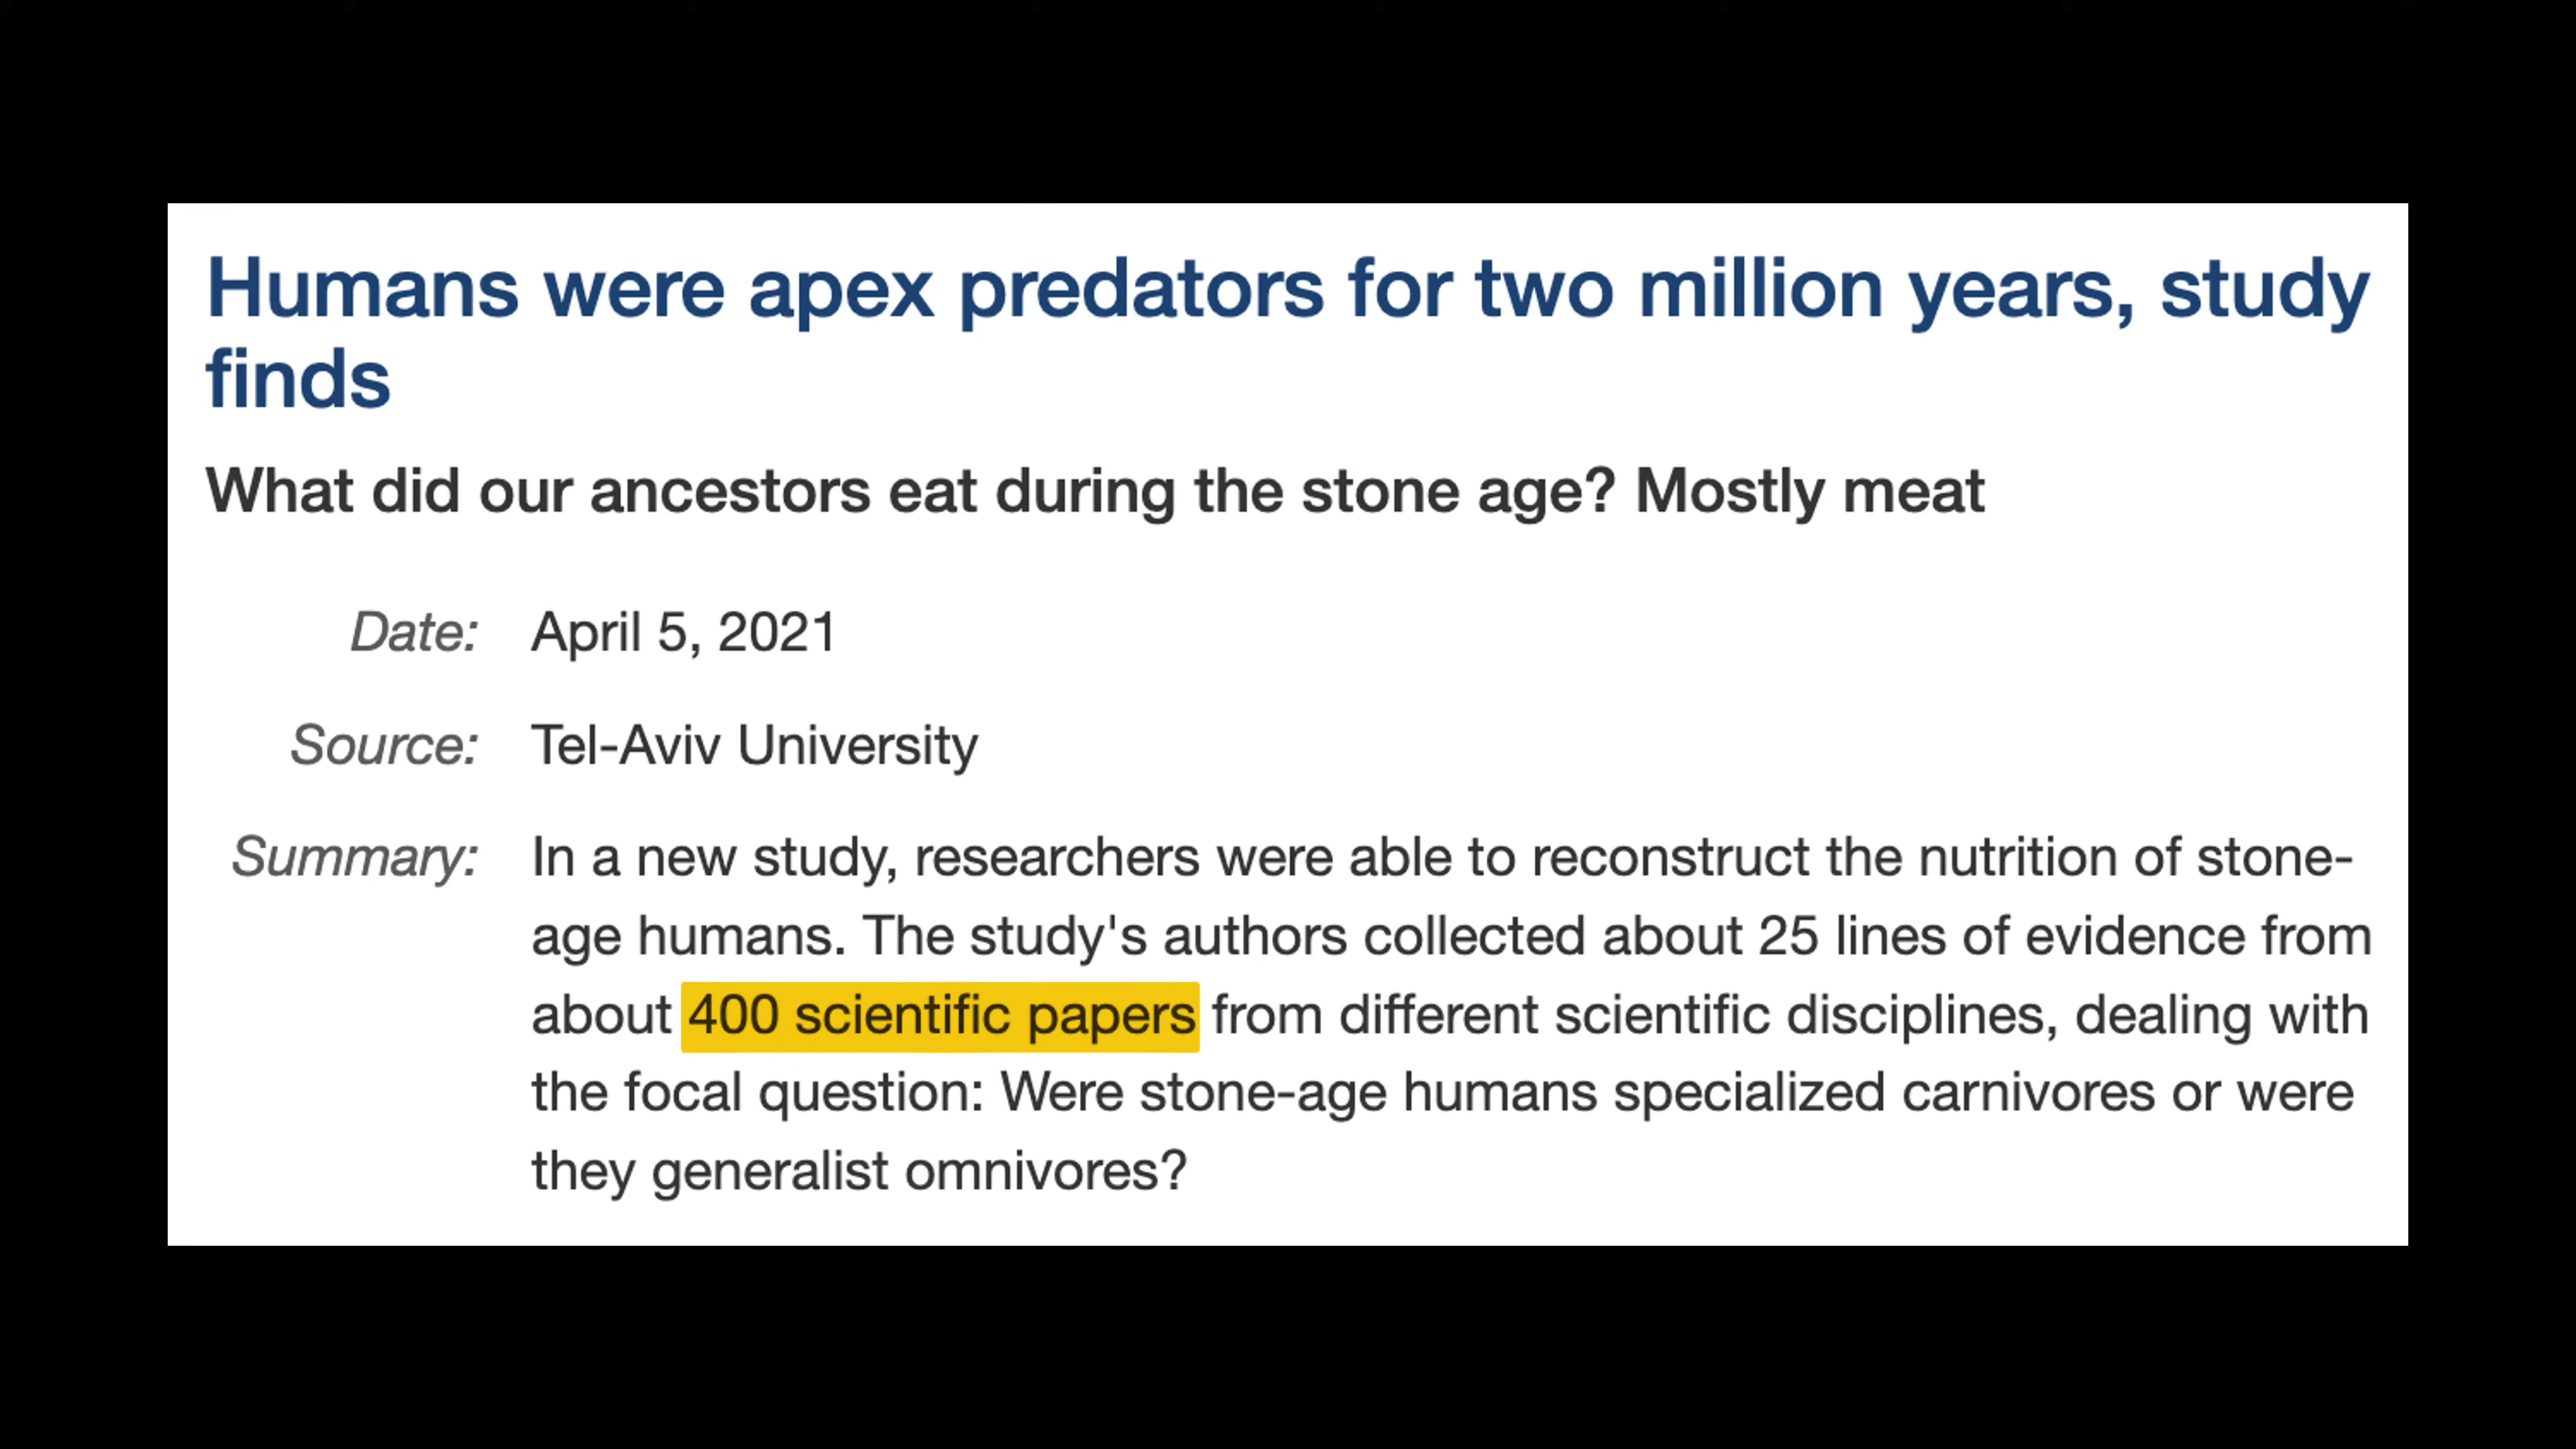 Humans were apex predators for two million years, study
finds
What did our ancestors eat during the stone age? Mostly meat
Date: April 5, 2021
Source: Tel-Aviv University
Summary: In a new study, researchers were able to reconstruct the nutrition of stone-
age humans. The study's authors collected about 25 lines of evidence from
about 400 scientific papers from different scientific disciplines, dealing with
the focal question: Were stone-age humans specialized carnivores or were
they generalist omnivores?